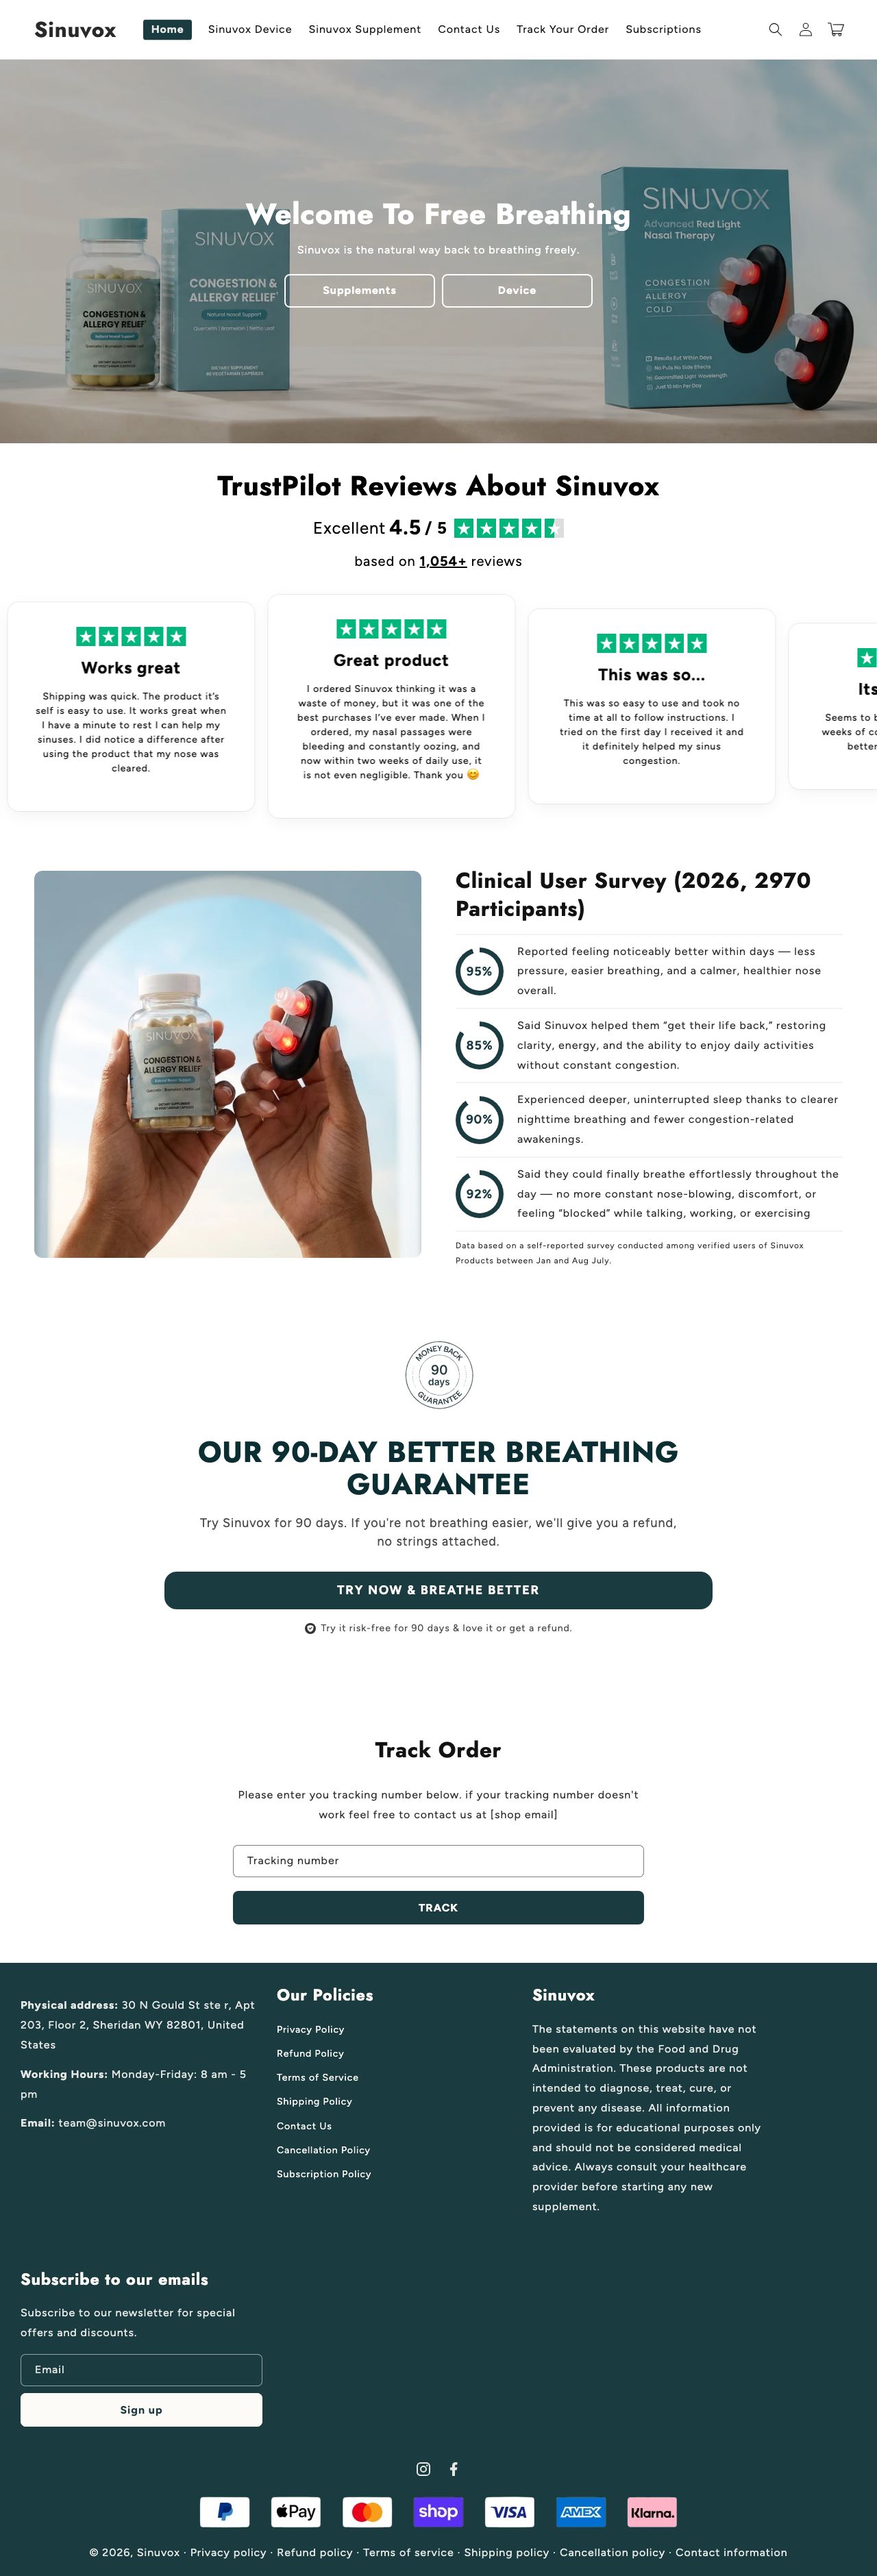 Sinuvox
Home
Sinuvox Device
Sinuvox Supplement
Contact Us
Track Your Order
Subscriptions
Welcome To Free Breathing
Sinuvox is the natural way back to breathing freely.
Supplements
Device
SINUVOX
CONGESTION &
ALLERGY RELIEF
SINUVOX
CONGESTION &
ALLERGY RELIEF
Quercetin | Bromelain | Nettle Leaf
DIETARY SUPPLEMENT
60 VEGETARIAN CAPSULES
SINUVOX
Advanced Red Light
Nasal Therapy
CONGESTION
ALLERGY
COLD
Results Within Days
No Pills No Side Effects
Just 10 Min Per Day
TrustPilot Reviews About Sinuvox
Excellent 4.5 / 5
based on 1,054+ reviews
Works great
Shipping was quick. The product it's
self is easy to use. It works great when
I have a minute to rest I can help my
sinuses. I did notice a difference after
using the product that my nose was
cleared.
Great product
I ordered Sinuvox thinking it was a
waste of money, but it was one of the
best purchases I've ever made. When I
ordered, my nasal passages were
bleeding and constantly oozing, and
now within two weeks of daily use, it
is not even negligible. Thank you 😊
This was so...
This was so easy to use and took no
time at all to follow instructions. I
tried on the first day I received it and
it definitely helped my sinus
congestion.
Its
Seems to b
weeks of co
better
CONGESTION &
ALLERGY RELIEF
Clinical User Survey (2026, 2970
Participants)
95%
Reported feeling noticeably better within days — less
pressure, easier breathing, and a calmer, healthier nose
overall.
85%
Said Sinuvox helped them “get their life back,” restoring
clarity, energy, and the ability to enjoy daily activities
without constant congestion.
90%
Experienced deeper, uninterrupted sleep thanks to clearer
nighttime breathing and fewer congestion-related
awakenings.
92%
Said they could finally breathe effortlessly throughout the
day — no more constant nose-blowing, discomfort, or
feeling “blocked” while talking, working, or exercising
Data based on a self-reported survey conducted among verified users of Sinuvox
Products between Jan and Aug July.
MONEY BACK
90
days
GUARANTEE
OUR 90-DAY BETTER BREATHING
GUARANTEE
Try Sinuvox for 90 days. If you're not breathing easier, we'll give you a refund,
no strings attached.
TRY NOW & BREATHE BETTER
Try it risk-free for 90 days & love it or get a refund.
Track Order
Please enter you tracking number below. if your tracking number doesn't
work feel free to contact us at [shop email]
Tracking number
TRACK
Physical address: 30 N Gould St ste r, Apt
203, Floor 2, Sheridan WY 82801, United
States
Working Hours: Monday-Friday: 8 am - 5
pm
Email: team@sinuvox.com
Our Policies
Privacy Policy
Refund Policy
Terms of Service
Shipping Policy
Contact Us
Cancellation Policy
Subscription Policy
Sinuvox
The statements on this website have not
been evaluated by the Food and Drug
Administration. These products are not
intended to diagnose, treat, cure, or
prevent any disease. All information
provided is for educational purposes only
and should not be considered medical
advice. Always consult your healthcare
provider before starting any new
supplement.
Subscribe to our emails
Subscribe to our newsletter for special
offers and discounts.
Email
Sign up
Pay
shop
VISA
AMEX
Klarna.
© 2026, Sinuvox · Privacy policy · Refund policy · Terms of service · Shipping policy · Cancellation policy · Contact information